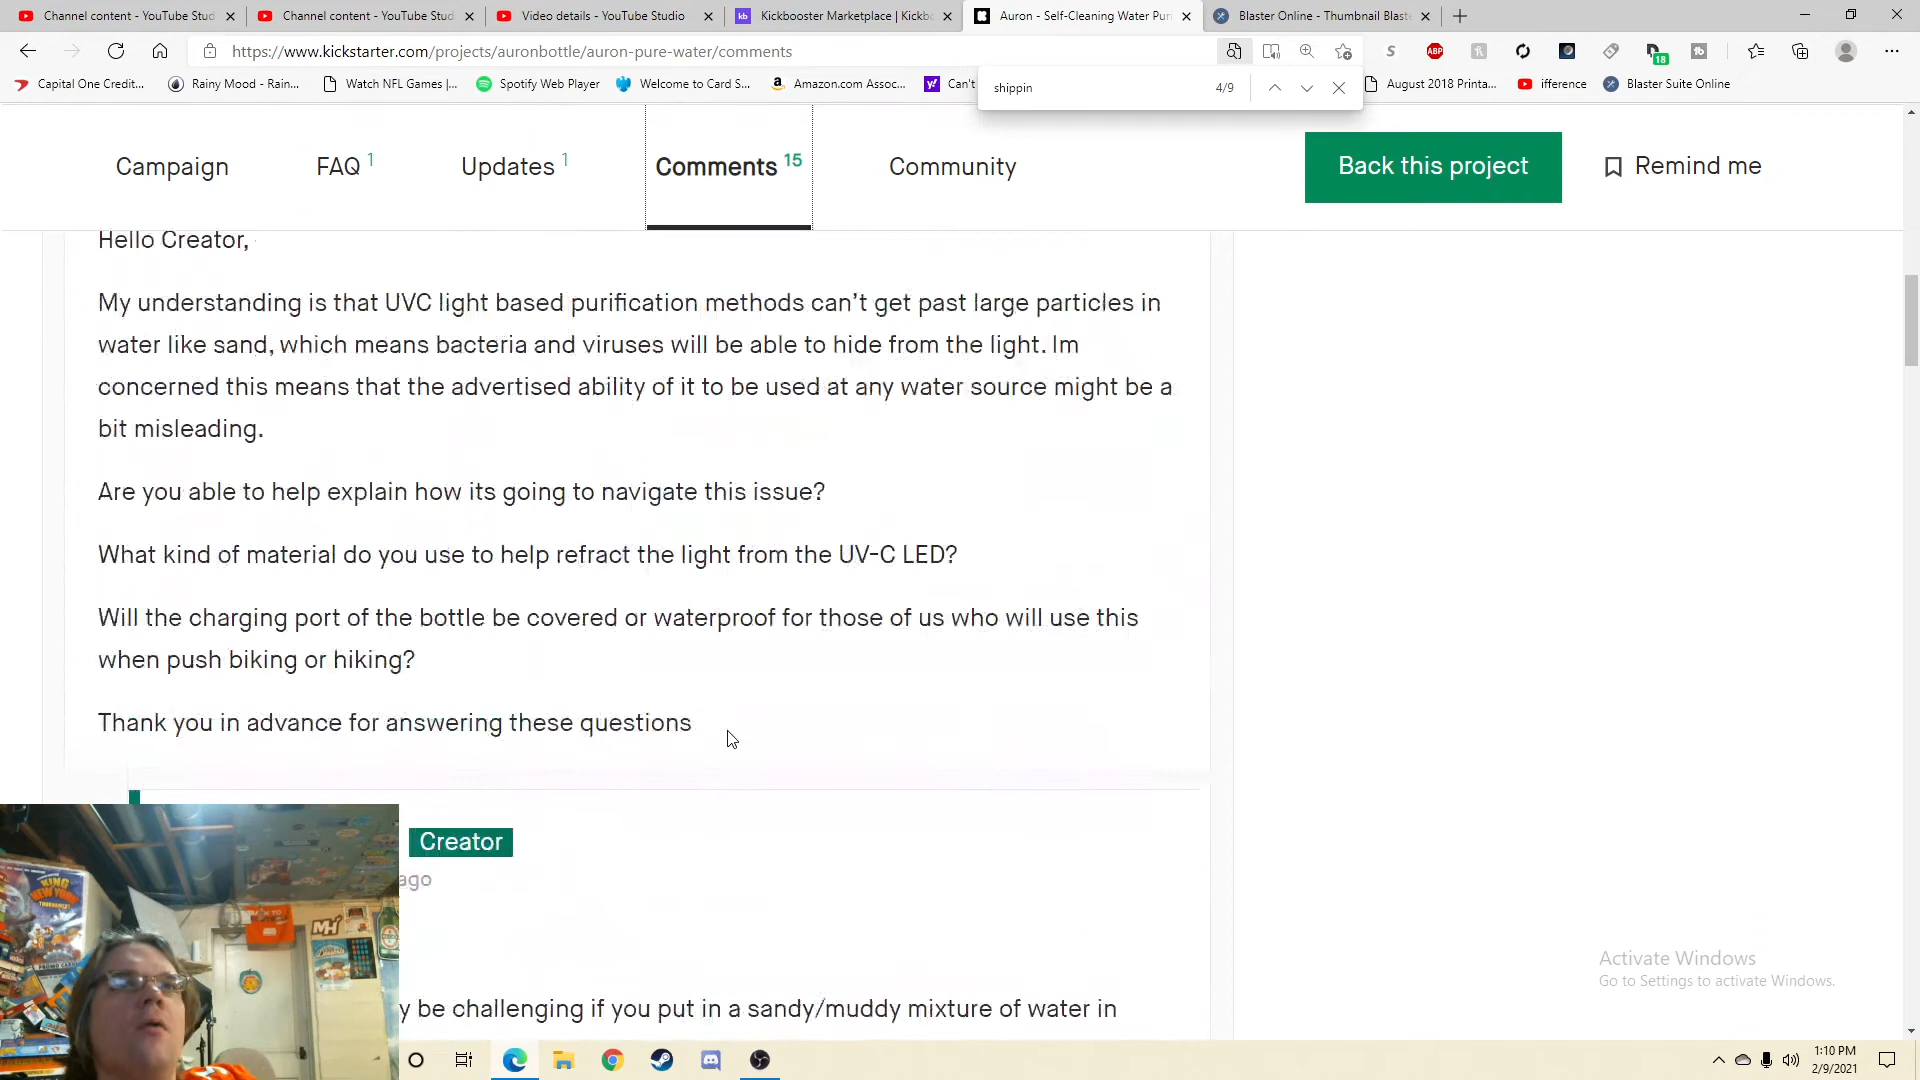 Channel content - YouTube Stud
Channel content - YouTube Stud
Video details - YouTube Studio
kb Kickbooster Marketplace | Kickb
Auron - Self-Cleaning Water Puri
Blaster Online - Thumbnail Blaste
https://www.kickstarter.com/projects/auronbottle/auron-pure-water/comments
ABP
18
Capital One Credit...
Rainy Mood - Rain...
Watch NFL Games |...
Spotify Web Player
Welcome to Card S...
Amazon.com Assoc...
Can't
August 2018 Printa...
ifference
Blaster Suite Online
shippin 4/9
Campaign
FAQ 1
Updates 1
Comments 15
Community
Back this project
Remind me
Hello Creator,
My understanding is that UVC light based purification methods can't get past large particles in
water like sand, which means bacteria and viruses will be able to hide from the light. Im
concerned this means that the advertised ability of it to be used at any water source might be a
bit misleading.
Are you able to help explain how its going to navigate this issue?
What kind of material do you use to help refract the light from the UV-C LED?
Will the charging port of the bottle be covered or waterproof for those of us who will use this
when push biking or hiking?
Thank you in advance for answering these questions
Creator
ago
y be challenging if you put in a sandy/muddy mixture of water in
KING
NEW YORK
MH
Activate Windows
Go to Settings to activate Windows.
1:10 PM
2/9/2021